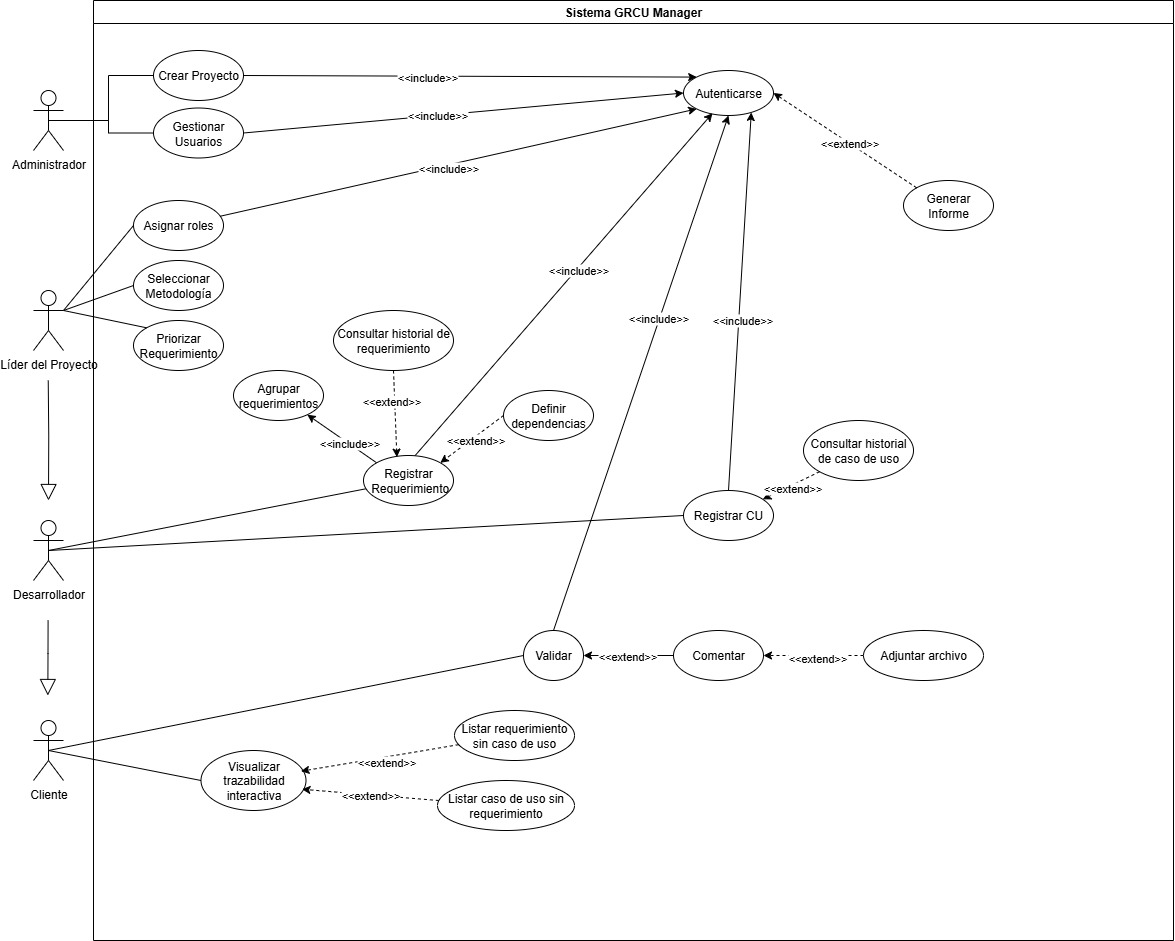 Sistema GRCU Manager
Crear Proyecto
<<include>>
Autenticarse
Gestionar
Usuarios
<<include>>
Administrador
<<extend>>
<<include>>
Generar
Informe
Asignar roles
Seleccionar
Metodología
<<include>>
Priorizar
Requerimiento
Líder del Proyecto
<<include>>
<<include>>
Consultar historial de
requerimiento
Agrupar
requerimientos
<<extend>>
Definir
dependencias
<<include>>
<<extend>>
Consultar historial
de caso de uso
Registrar
Requerimiento
<<extend>>
Registrar CU
Desarrollador
Validar
<<extend>>
Comentar
<<extend>>
Adjuntar archivo
Listar requerimiento
sin caso de uso
<<extend>>
Visualizar
trazabilidad
interactiva
<<extend>>
Listar caso de uso sin
requerimiento
Cliente